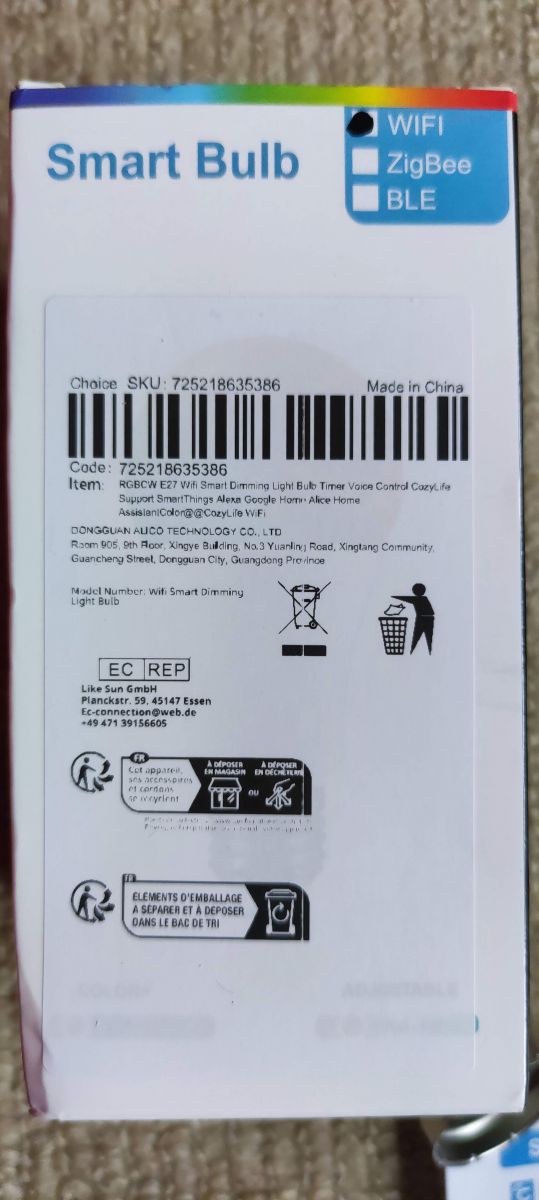 Smart Bulb
WIFI
ZigBee
BLE
Choice SKU: 725218635386
Made in China
Code: 725218635386
Item: RGBCW E27 Wifi Smart Dimming Light Bulb Timer Voice Control CozyLife
Support SmartThings Alexa Google Home Alice Home
AssistantColor@@CozyLife WiFi
DONGGUAN AUCO TECHNOLOGY CO., LTD
Room 905, 9th Floor, Xingye Building, No.3 Yuanling Road, Xingtang Community,
Guancheng Street, Dongguan City, Guangdong Province
Model Number: Wifi Smart Dimming
Light Bulb
EC REP
Like Sun GmbH
Planckstr. 59, 45147 Essen
Ec-connection@web.de
+49 471 39156605
FR
Cet appareil,
ses accessoires
et cordons
se recyclent
À DÉPOSER
EN MAGASIN
OU
À DÉPOSER
EN DÉCHÈTERIE
FR
ÉLÉMENTS D'EMBALLAGE
À SÉPARER ET À DÉPOSER
DANS LE BAC DE TRI
ADJUSTABLE